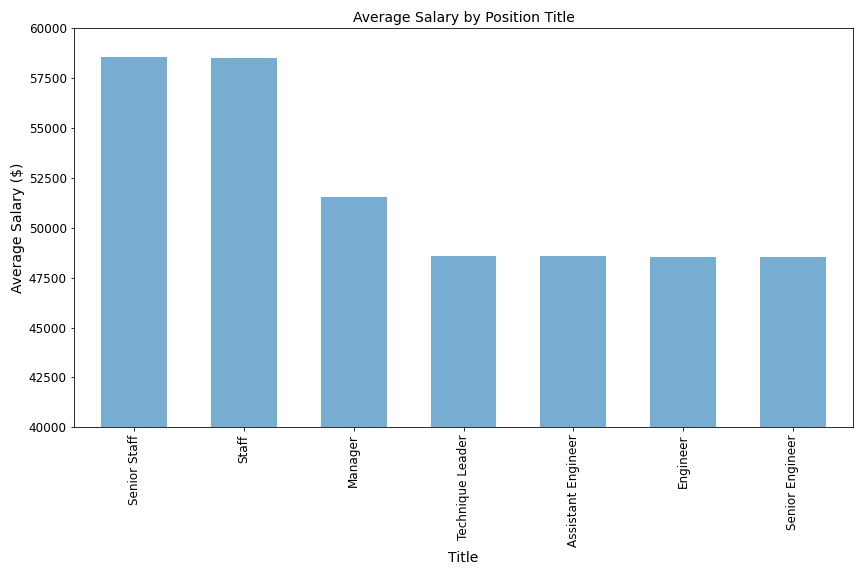 Average Salary by Position Title
Average Salary ($)
60000
57500
55000
52500
50000
47500
45000
42500
40000
Senior Staff
Staff
Manager
Technique Leader
Assistant Engineer
Engineer
Senior Engineer
Title